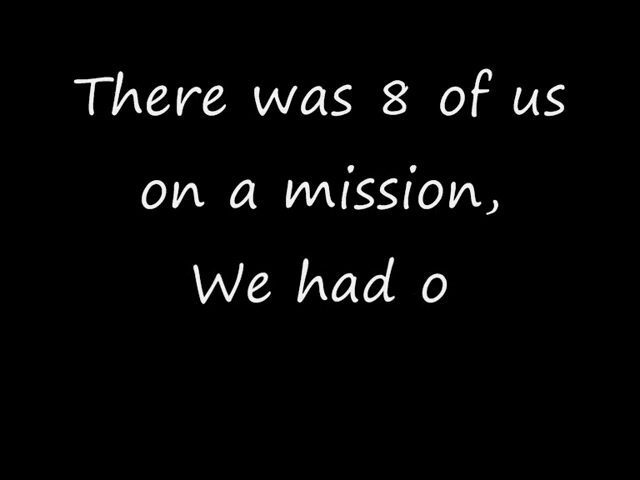 There was 8 of us
on a mission,
We had o